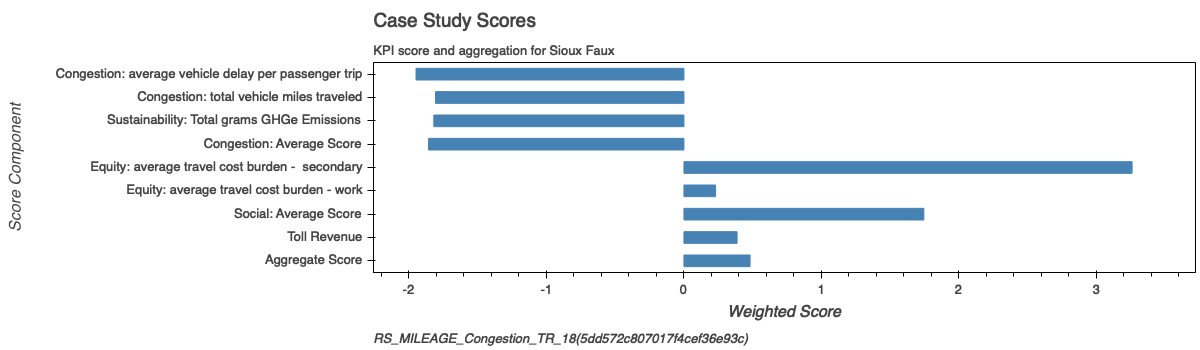 Case Study Scores
KPI score and aggregation for Sioux Faux
Score Component
Congestion: average vehicle delay per passenger trip
Congestion: total vehicle miles traveled
Sustainability: Total grams GHGe Emissions
Congestion: Average Score
Equity: average travel cost burden - secondary
Equity: average travel cost burden - work
Social: Average Score
Toll Revenue
Aggregate Score
-2 -1 0 1 2 3
Weighted Score
RS_MILEAGE_Congestion_TR_18(5dd572c807017f4cef36e93c)